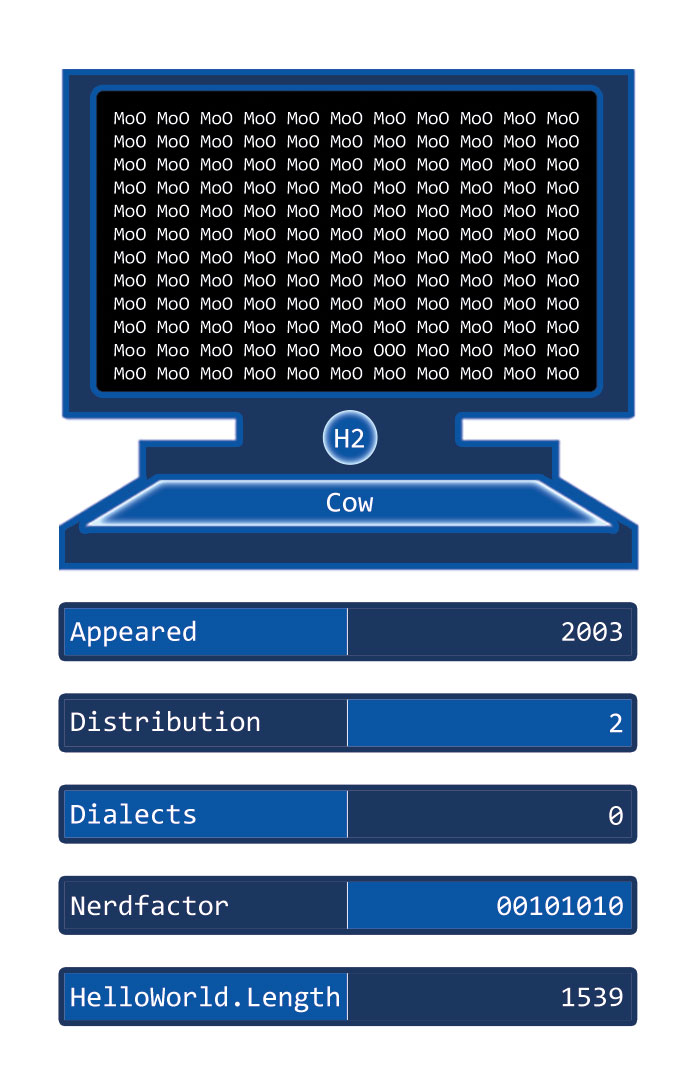 MoO MoO MoO MoO MoO MoO MoO MoO MoO MoO MoO
MoO MoO MoO MoO MoO MoO MoO MoO MoO MoO MoO
MoO MoO MoO MoO MoO MoO MoO MoO MoO MoO MoO
MoO MoO MoO MoO MoO MoO MoO MoO MoO MoO MoO
MoO MoO MoO MoO MoO MoO MoO MoO MoO MoO MoO
MoO MoO MoO MoO MoO MoO MoO MoO MoO MoO MoO
MoO MoO MoO MoO MoO MoO Moo MoO MoO MoO MoO
MoO MoO MoO MoO MoO MoO MoO MoO MoO MoO MoO
MoO MoO MoO MoO MoO MoO MoO MoO MoO MoO MoO
MoO MoO MoO Moo MoO MoO MoO MoO MoO MoO MoO
Moo Moo MoO MoO MoO Moo OOO MoO MoO MoO MoO
MoO MoO MoO MoO MoO MoO MoO MoO MoO MoO MoO
H2
Cow
Appeared 2003
Distribution 2
Dialects 0
Nerdfactor 00101010
HelloWorld.Length 1539